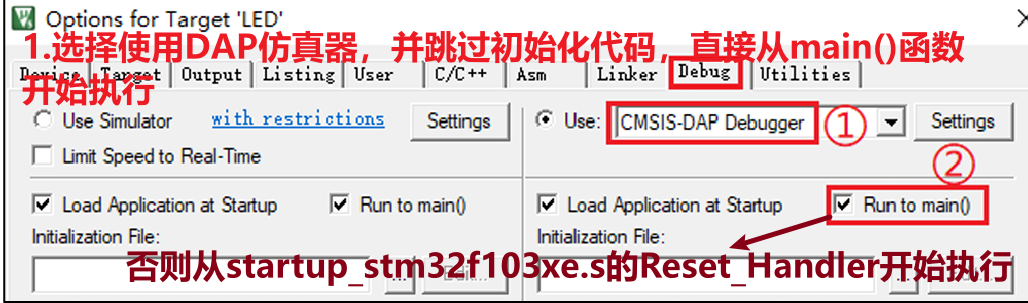 Options for Target 'LED'
1.选择使用DAP仿真器，并跳过初始化代码，直接从main()函数
开始执行
Device Target Output Listing User C/C++ Asm Linker Debug Utilities
Use Simulator with restrictions Settings Use: CMSIS-DAP Debugger ① Settings
Limit Speed to Real-Time ②
Load Application at Startup Run to main() Load Application at Startup Run to main()
Initialization File: Initialization File:
否则从startup_stm32f103xe.s的Reset_Handler开始执行
... Edit... ...